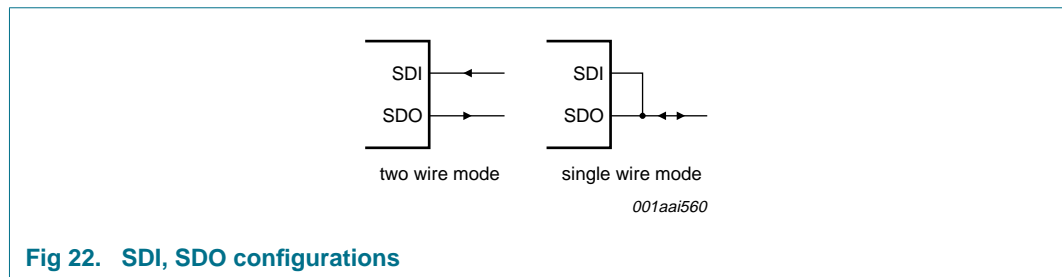 SDI
SDO
two wire mode
SDI
SDO
single wire mode
001aai560
Fig 22. SDI, SDO configurations